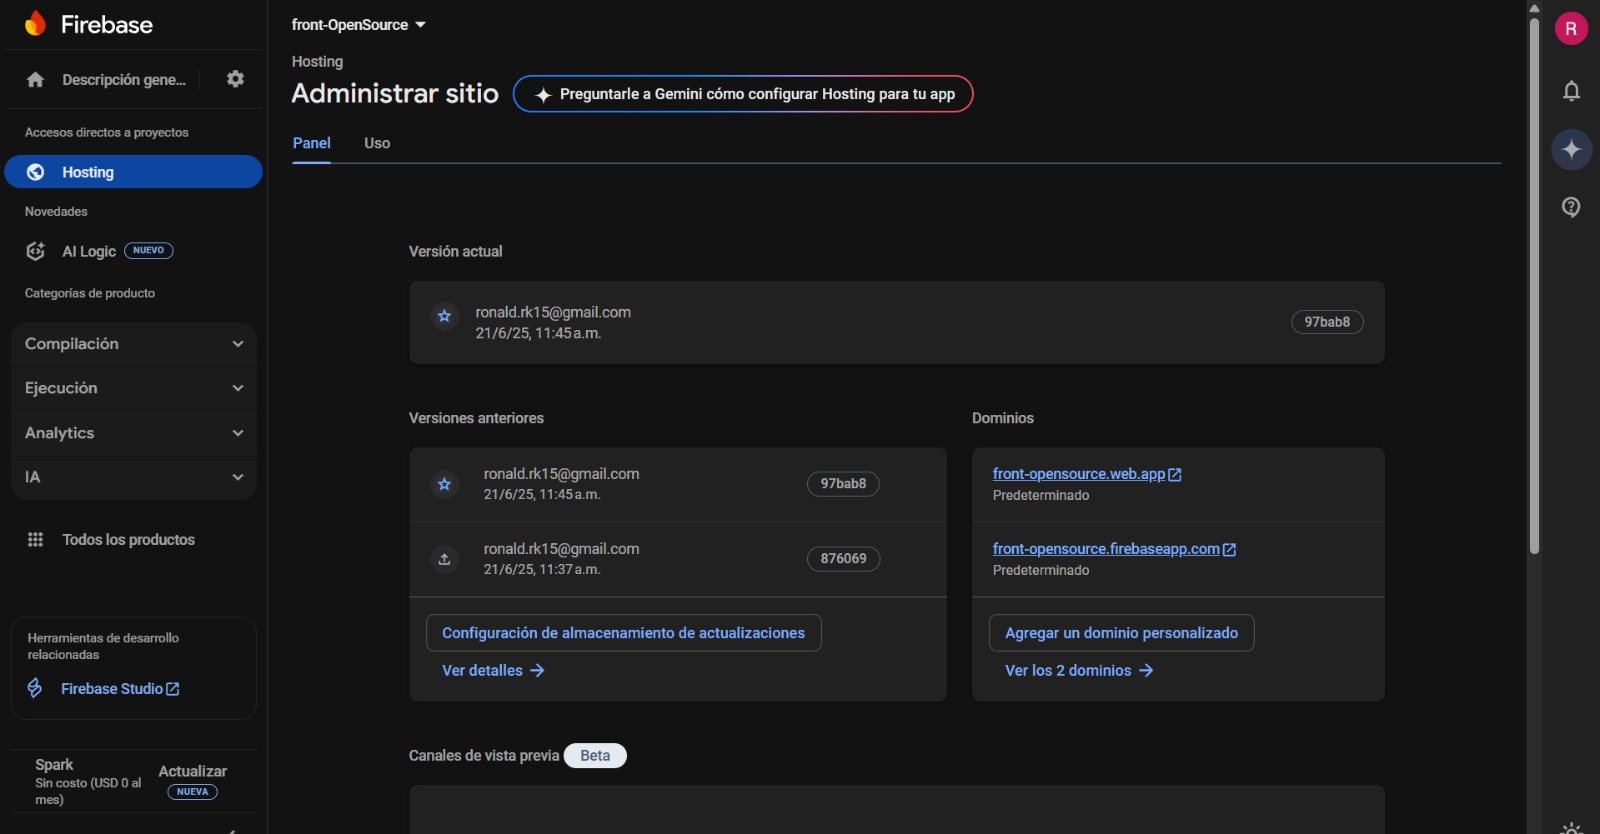 Firebase
Descripción gene...
Accesos directos a proyectos
Hosting
Novedades
AI Logic NUEVO
Categorías de producto
Compilación
Ejecución
Analytics
IA
Todos los productos
Herramientas de desarrollo
relacionadas
Firebase Studio
Spark
Sin costo (USD 0 al
mes)
Actualizar
NUEVA
front-OpenSource
Hosting
Administrar sitio
Preguntarle a Gemini cómo configurar Hosting para tu app
Panel Uso
Versión actual
ronald.rk15@gmail.com
21/6/25, 11:45 a.m.
97bab8
Versiones anteriores
ronald.rk15@gmail.com
21/6/25, 11:45 a.m.
97bab8
ronald.rk15@gmail.com
21/6/25, 11:37 a.m.
876069
Configuración de almacenamiento de actualizaciones
Ver detalles
Dominios
front-opensource.web.app
Predeterminado
front-opensource.firebaseapp.com
Predeterminado
Agregar un dominio personalizado
Ver los 2 dominios
Canales de vista previa Beta
R